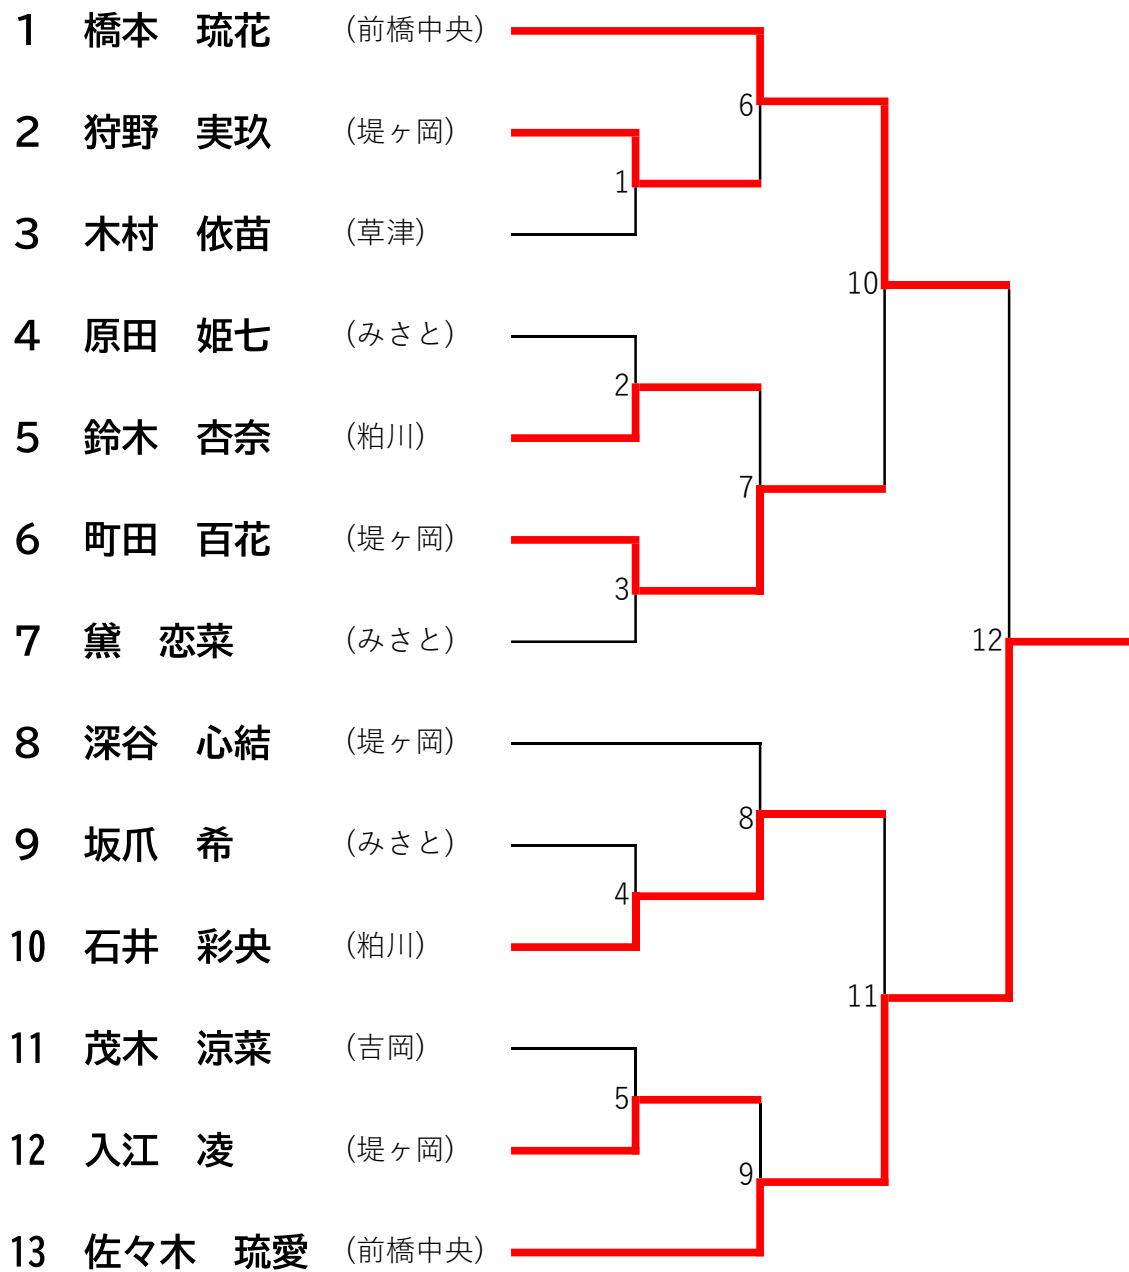 1 橋本 琉花 (前橋中央)
6
2 狩野 実玖 (堤ヶ岡)
1
3 木村 依苗 (草津)
10
4 原田 姫七 (みさと)
2
5 鈴木 杏奈 (粕川)
7
6 町田 百花 (堤ヶ岡)
3
7 黛 恋菜 (みさと)
12
8 深谷 心結 (堤ヶ岡)
8
9 坂爪 希 (みさと)
4
10 石井 彩央 (粕川)
11
11 茂木 涼菜 (吉岡)
5
12 入江 凌 (堤ヶ岡)
9
13 佐々木 琉愛 (前橋中央)